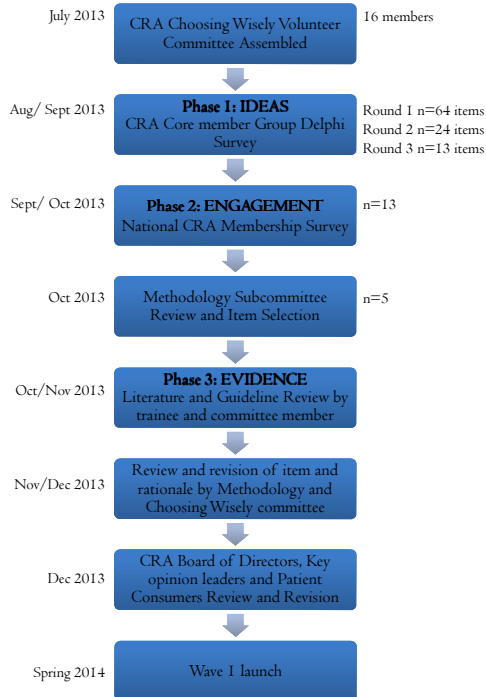 July 2013
CRA Choosing Wisely Volunteer
Committee Assembled
16 members
Aug/ Sept 2013
Phase 1: IDEAS
CRA Core member Group Delphi
Survey
Round 1 n=64 items
Round 2 n=24 items
Round 3 n=13 items
Sept/ Oct 2013
Phase 2: ENGAGEMENT
National CRA Membership Survey
n=13
Oct 2013
Methodology Subcommittee
Review and Item Selection
n=5
Oct/Nov 2013
Phase 3: EVIDENCE
Literature and Guideline Review by
trainee and committee member
Nov/Dec 2013
Review and revision of item and
rationale by Methodology and
Choosing Wisely committee
Dec 2013
CRA Board of Directors, Key
opinion leaders and Patient
Consumers Review and Revision
Spring 2014
Wave 1 launch